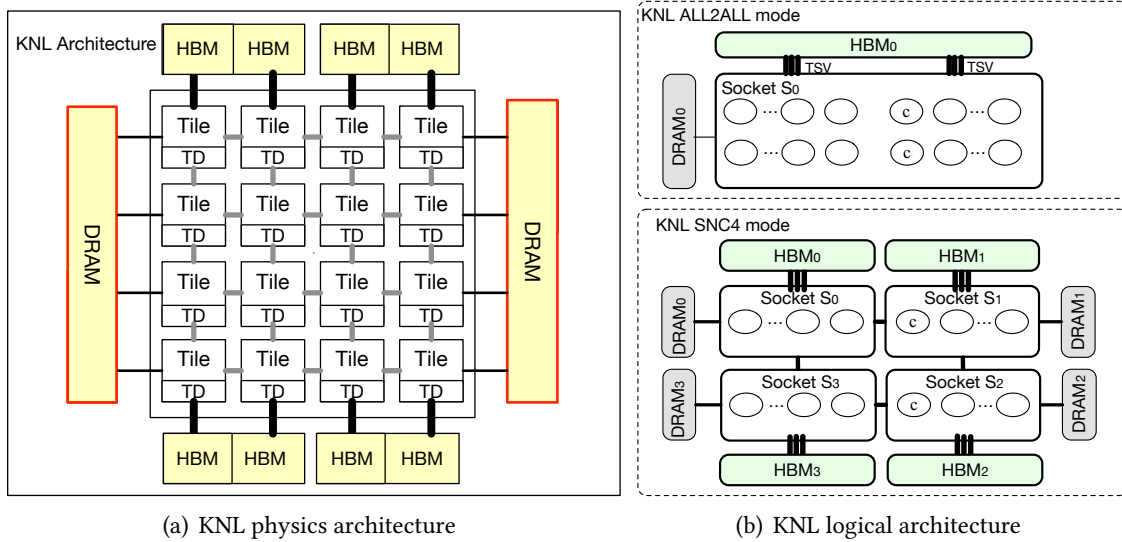 KNL Architecture
HBM HBM HBM HBM
Tile Tile Tile Tile
TD TD TD TD
Tile Tile Tile Tile
TD TD TD TD
Tile Tile Tile Tile
TD TD TD TD
Tile Tile Tile Tile
TD TD TD TD
DRAM
DRAM
HBM HBM HBM HBM
(a) KNL physics architecture
KNL ALL2ALL mode
HBM0
TSV TSV
DRAM0
Socket S0
... c ...
... c ...
KNL SNC4 mode
HBM0 HBM1
DRAM0
Socket S0 Socket S1
... c ...
DRAM1
DRAM3
Socket S3 Socket S2
... c ...
DRAM2
HBM3 HBM2
(b) KNL logical architecture